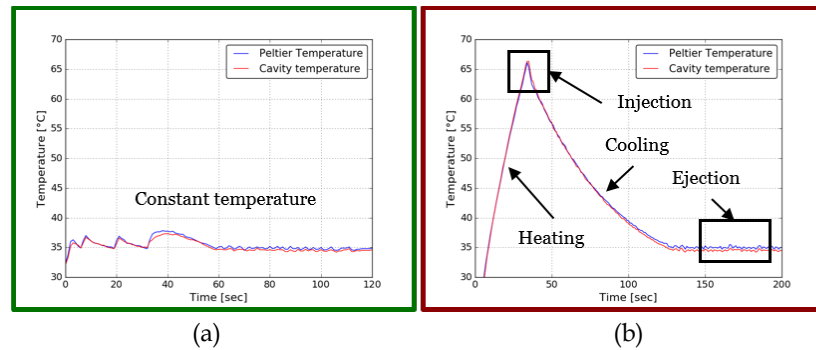 70
65
60
55
50
45
40
35
30
Temperature [°C]
Peltier Temperature
Cavity temperature
Constant temperature
0
20
40
60
80
100
120
Time [sec]
(a)
70
65
60
55
50
45
40
35
30
Temperature [°C]
Peltier Temperature
Cavity temperature
Injection
Cooling
Ejection
Heating
0
50
100
150
200
Time [sec]
(b)